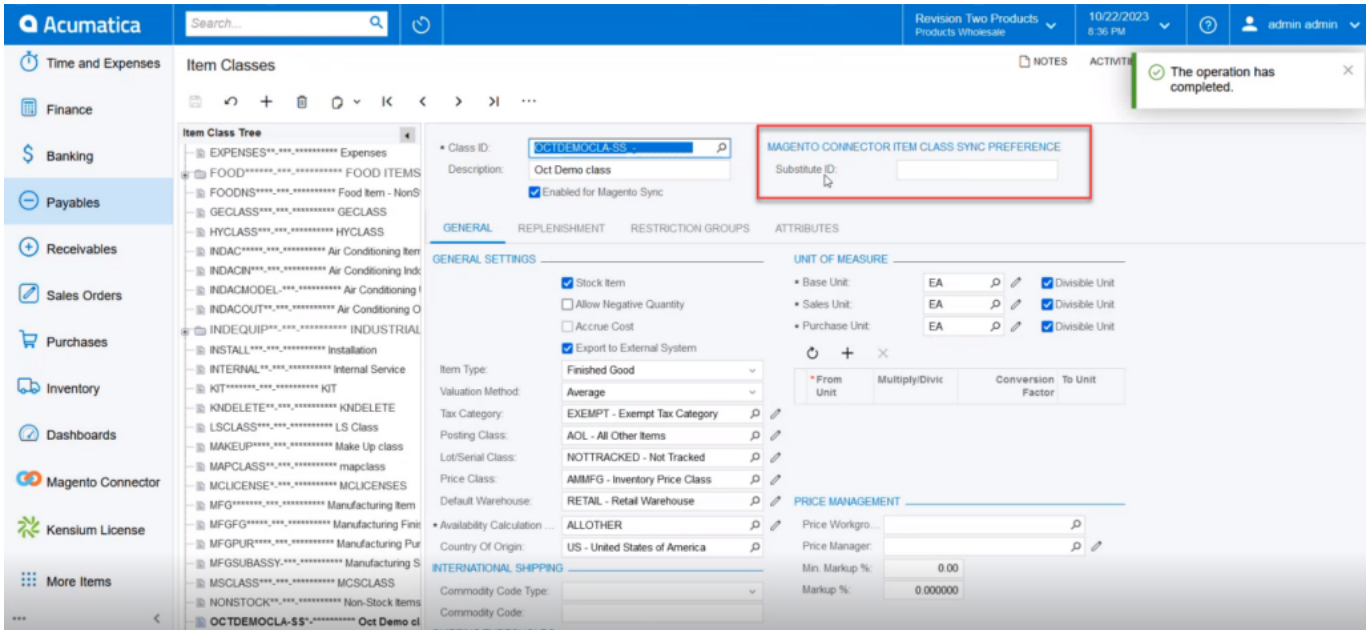 Acumatica
Search...
Revision Two Products
Products Wholesale
10/22/2023
8:36 PM
admin admin
Time and Expenses
Finance
Banking
Payables
Receivables
Sales Orders
Purchases
Inventory
Dashboards
Magento Connector
Kensium License
More Items
Item Classes
NOTES
The operation has
completed.
Item Class Tree
EXPENSES**-***-********** Expenses
FOOD******-***-********** FOOD ITEMS
FOODNS****-***-********** Food Item - NonS
GECLASS***-***-********** GECLASS
HYCLASS***-***-********** HYCLASS
INDAC*****-***-********** Air Conditioning Item
INDACIN***-***-********** Air Conditioning Indo
INDACMODEL-***-********** Air Conditioning
INDACOUT**-***-********** Air Conditioning O
INDEQUIP**-***-********** INDUSTRIAL
INSTALL***-***-********** Installation
INTERNAL**-***-********** Internal Service
KIT*******-***-********** KIT
KNDELETE**-***-********** KNDELETE
LSCLASS***-***-********** LS Class
MAKEUP****-***-********** Make Up class
MAPCLASS**-***-********** mapclass
MCLICENSE*-***-********** MCLICENSES
MFG*******-***-********** Manufacturing Item
MFGFG*****-***-********** Manufacturing Finis
MFGPUR****-***-********** Manufacturing Pur
MFGSUBASSY-***-********** Manufacturing S
MSCLASS***-***-********** MCSCLASS
NONSTOCK**-***-********** Non-Stock Items
OCTDEMOCLA-SS*-********** Oct Demo cl
Class ID:
OCTDEMOCLA-SS_-
Description:
Oct Demo class
Enabled for Magento Sync
MAGENTO CONNECTOR ITEM CLASS SYNC PREFERENCE
Substitute ID:
GENERAL
REPLENISHMENT
RESTRICTION GROUPS
ATTRIBUTES
GENERAL SETTINGS
Stock Item
Allow Negative Quantity
Accrue Cost
Export to External System
Item Type:
Finished Good
Valuation Method:
Average
Tax Category:
EXEMPT - Exempt Tax Category
Posting Class:
AOL - All Other Items
Lot/Serial Class:
NOTTRACKED - Not Tracked
Price Class:
AMMFG - Inventory Price Class
Default Warehouse:
RETAIL - Retail Warehouse
Availability Calculation ...
ALLOTHER
Country Of Origin:
US - United States of America
INTERNATIONAL SHIPPING
Commodity Code Type:
Commodity Code:
UNIT OF MEASURE
Base Unit:
EA
Divisible Unit
Sales Unit:
EA
Divisible Unit
Purchase Unit:
EA
Divisible Unit
*From
Unit
Multiply/Divic
Conversion
Factor
To Unit
PRICE MANAGEMENT
Price Workgro...
Price Manager:
Min. Markup %:
0.00
Markup %:
0.000000